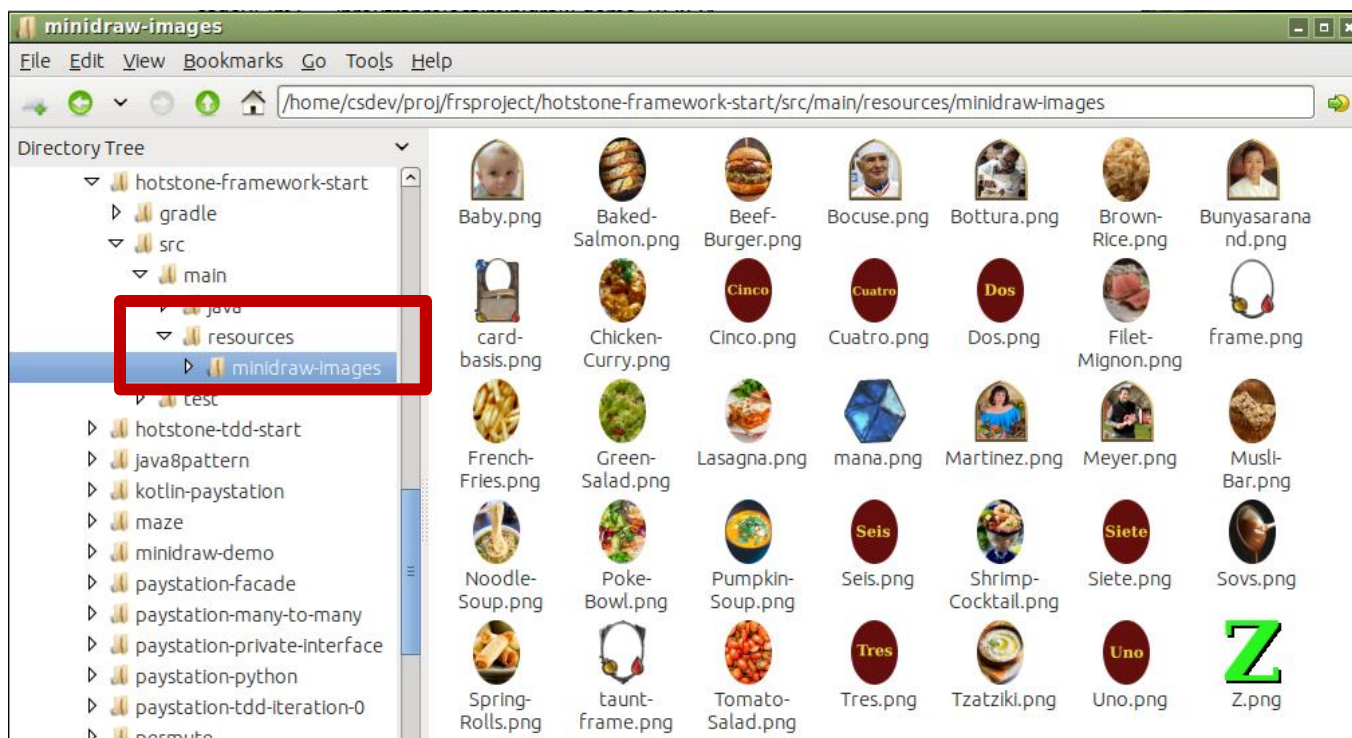 minidraw-images
File Edit View Bookmarks Go Tools Help
/home/csdev/proj/frsproject/hotstone-framework-start/src/main/resources/minidraw-images
Directory Tree
hotstone-framework-start
gradle
src
main
java
resources
minidraw-images
test
hotstone-tdd-start
java8pattern
kotlin-paystation
maze
minidraw-demo
paystation-facade
paystation-many-to-many
paystation-private-interface
paystation-python
paystation-tdd-iteration-0
permute
Baby.png
Baked-
Salmon.png
Beef-
Burger.png
Bocuse.png
Bottura.png
Brown-
Rice.png
Bunyasarana
nd.png
card-
basis.png
Chicken-
Curry.png
Cinco
Cinco.png
Cuatro
Cuatro.png
Dos
Dos.png
Filet-
Mignon.png
frame.png
French-
Fries.png
Green-
Salad.png
Lasagna.png
mana.png
Martinez.png
Meyer.png
Musli-
Bar.png
Noodle-
Soup.png
Poke-
Bowl.png
Pumpkin-
Soup.png
Seis
Seis.png
Shrimp-
Cocktail.png
Siete
Siete.png
Sovs.png
Spring-
Rolls.png
taunt-
frame.png
Tomato-
Salad.png
Tres
Tres.png
Tzatziki.png
Uno
Uno.png
Z
Z.png